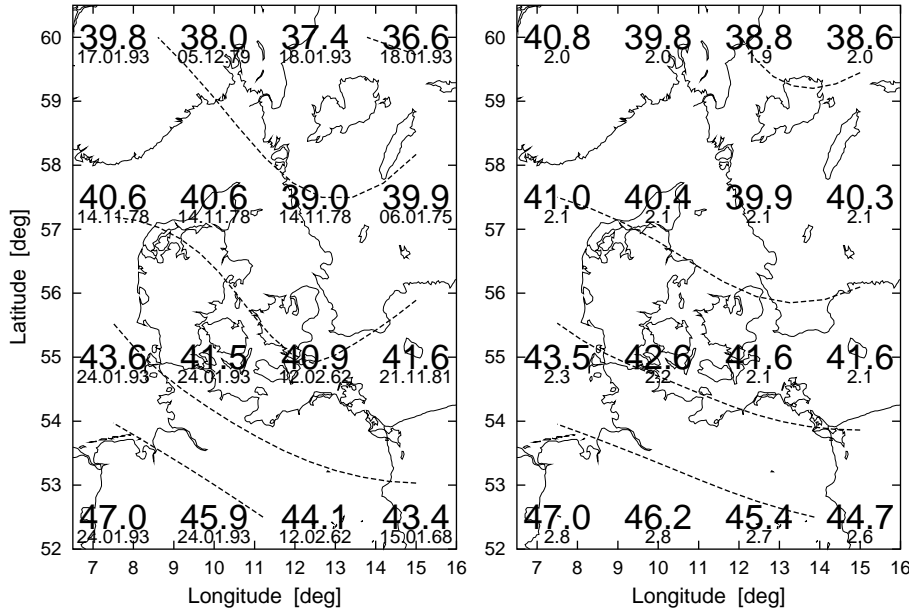 60
39.8 38.0 37.4 36.6
17.01.93 05.12.79 18.01.93 18.01.93
59
58
40.6 40.6 39.0 39.9
14.11.78 14.11.78 14.11.78 06.01.75
57
56
55
43.6 41.5 40.9 41.6
24.01.93 24.01.93 12.02.62 21.11.81
54
53
47.0 45.9 44.1 43.4
24.01.93 24.01.93 12.02.62 15.01.68
52
7 8 9 10 11 12 13 14 15 16
Latitude [deg]
Longitude [deg]
60
40.8 39.8 38.8 38.6
2.0 2.0 1.9 2.0
59
58
41.0 40.4 39.9 40.3
2.1 2.1 2.1 2.1
57
56
55
43.5 42.6 41.6 41.6
2.3 2.2 2.1 2.1
54
53
47.0 46.2 45.4 44.7
2.8 2.8 2.7 2.6
52
7 8 9 10 11 12 13 14 15 16
Longitude [deg]